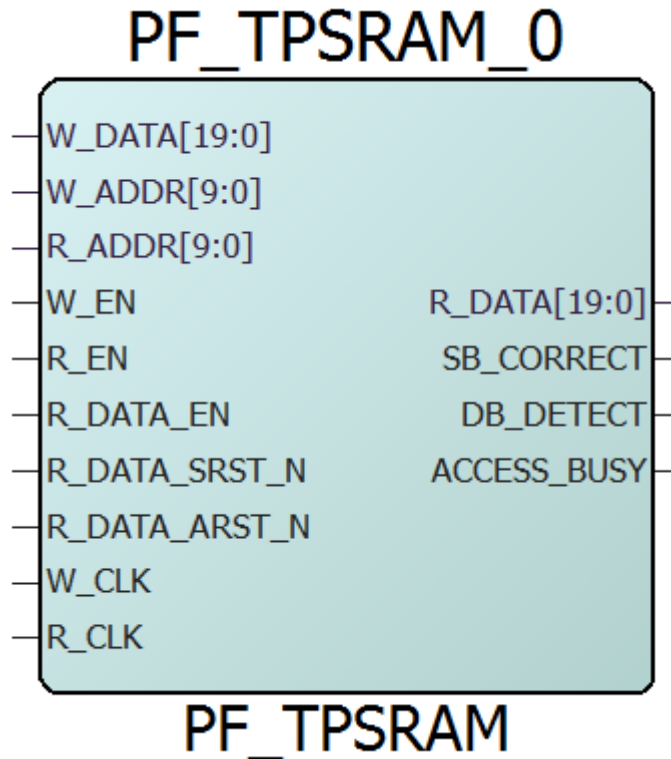 PF_TPSRAM_0
W_DATA[19:0]
W_ADDR[9:0]
R_ADDR[9:0]
W_EN
R_EN
R_DATA_EN
R_DATA_SRST_N
R_DATA_ARST_N
W_CLK
R_CLK
R_DATA[19:0]
SB_CORRECT
DB_DETECT
ACCESS_BUSY
PF_TPSRAM